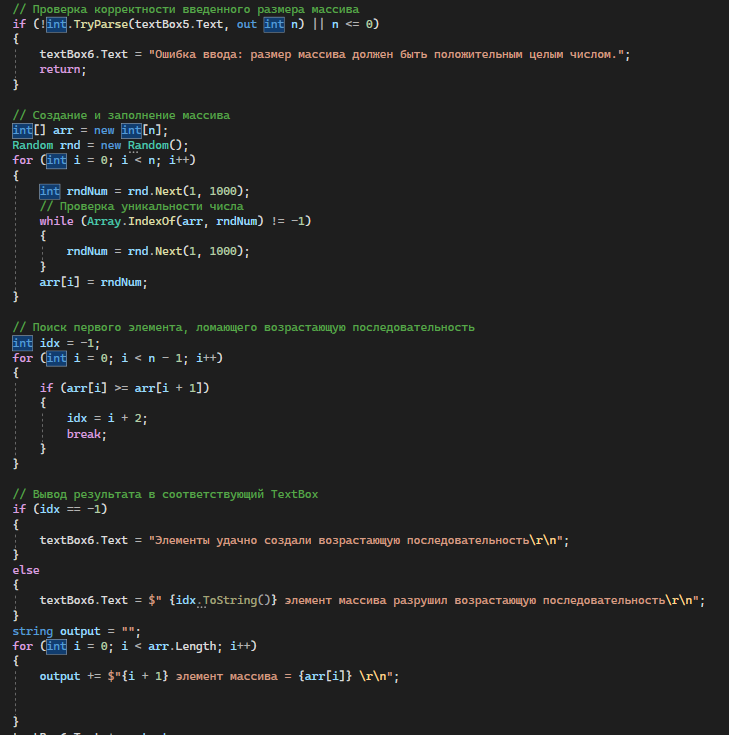 // Проверка корректности введенного размера массива
if (!int.TryParse(textBox5.Text, out int n) || n <= 0)
{
    textBox6.Text = "Ошибка ввода: размер массива должен быть положительным целым числом.";
    return;
}

// Создание и заполнение массива
int[] arr = new int[n];
Random rnd = new Random();
for (int i = 0; i < n; i++)
{
    int rndNum = rnd.Next(1, 1000);
    // Проверка уникальности числа
    while (Array.IndexOf(arr, rndNum) != -1)
    {
        rndNum = rnd.Next(1, 1000);
    }
    arr[i] = rndNum;
}

// Поиск первого элемента, ломающего возрастающую последовательность
int idx = -1;
for (int i = 0; i < n - 1; i++)
{
    if (arr[i] >= arr[i + 1])
    {
        idx = i + 2;
        break;
    }
}

// Вывод результата в соответствующий TextBox
if (idx == -1)
{
    textBox6.Text = "Элементы удачно создали возрастающую последовательность\r\n";
}
else
{
    textBox6.Text = $" {idx.ToString()} элемент массива разрушил возрастающую последовательность\r\n";
}
string output = "";
for (int i = 0; i < arr.Length; i++)
{
    output += $"{i + 1} элемент массива = {arr[i]} \r\n";

}